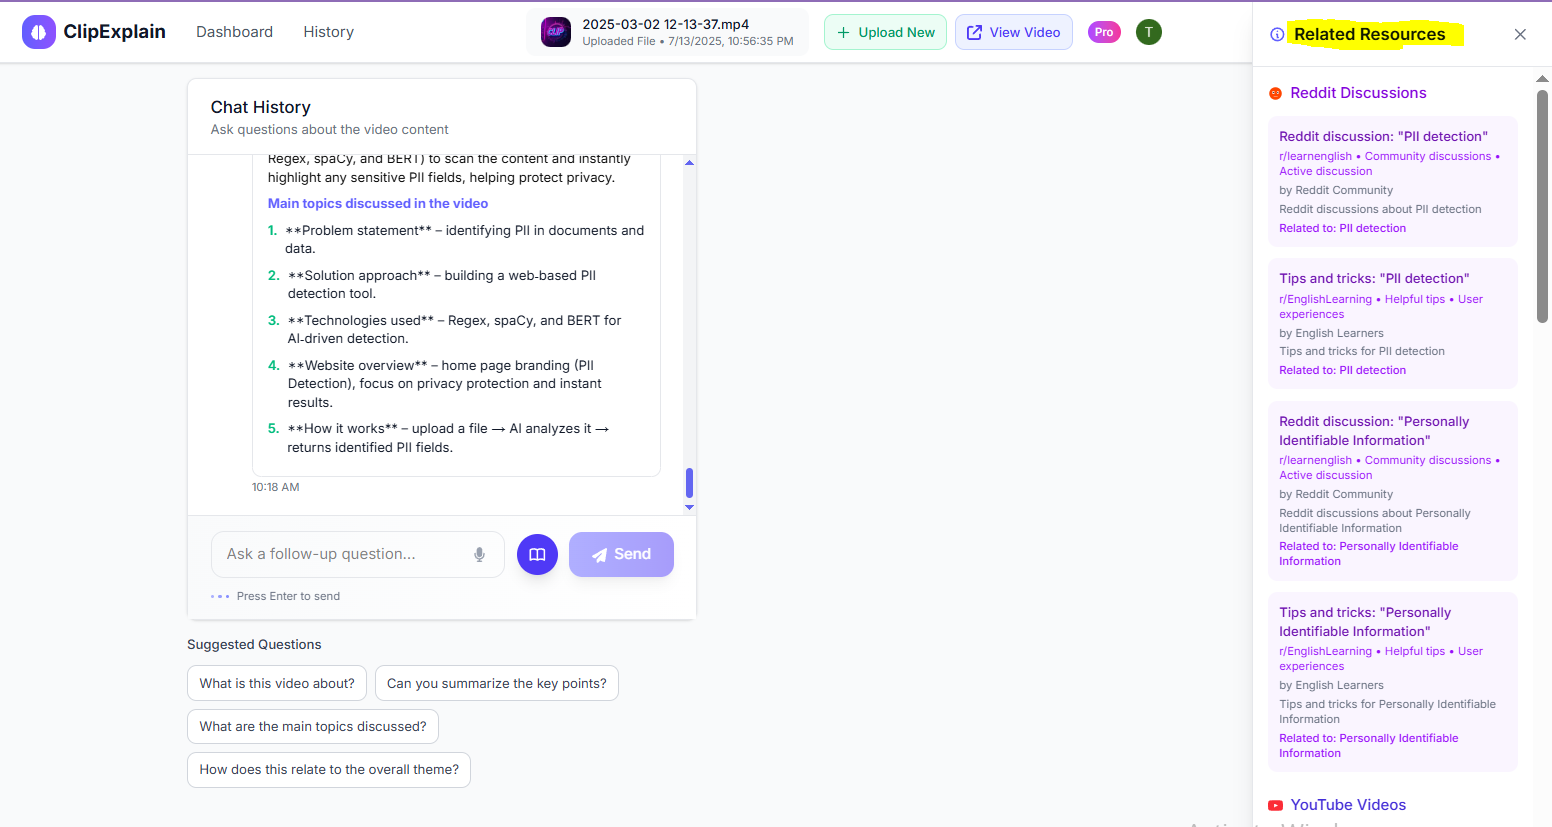 ClipExplain
Dashboard
History
2025-03-02 12-13-37.mp4
Uploaded File • 7/13/2025, 10:56:35 PM
Upload New
View Video
Pro
T
Chat History
Ask questions about the video content
Regex, spaCy, and BERT) to scan the content and instantly
highlight any sensitive PII fields, helping protect privacy.
Main topics discussed in the video
1. **Problem statement** – identifying PII in documents and
data.
2. **Solution approach** – building a web-based PII
detection tool.
3. **Technologies used** – Regex, spaCy, and BERT for
AI-driven detection.
4. **Website overview** – home page branding (PII
Detection), focus on privacy protection and instant
results.
5. **How it works** – upload a file → AI analyzes it →
returns identified PII fields.
10:18 AM
Ask a follow-up question...
Send
Press Enter to send
Suggested Questions
What is this video about?
Can you summarize the key points?
What are the main topics discussed?
How does this relate to the overall theme?
Related Resources
Reddit Discussions
Reddit discussion: "PII detection"
r/learnenglish • Community discussions •
Active discussion
by Reddit Community
Reddit discussions about PII detection
Related to: PII detection
Tips and tricks: "PII detection"
r/EnglishLearning • Helpful tips • User
experiences
by English Learners
Tips and tricks for PII detection
Related to: PII detection
Reddit discussion: "Personally
Identifiable Information"
r/learnenglish • Community discussions •
Active discussion
by Reddit Community
Reddit discussions about Personally
Identifiable Information
Related to: Personally Identifiable
Information
Tips and tricks: "Personally
Identifiable Information"
r/EnglishLearning • Helpful tips • User
experiences
by English Learners
Tips and tricks for Personally Identifiable
Information
Related to: Personally Identifiable
Information
YouTube Videos